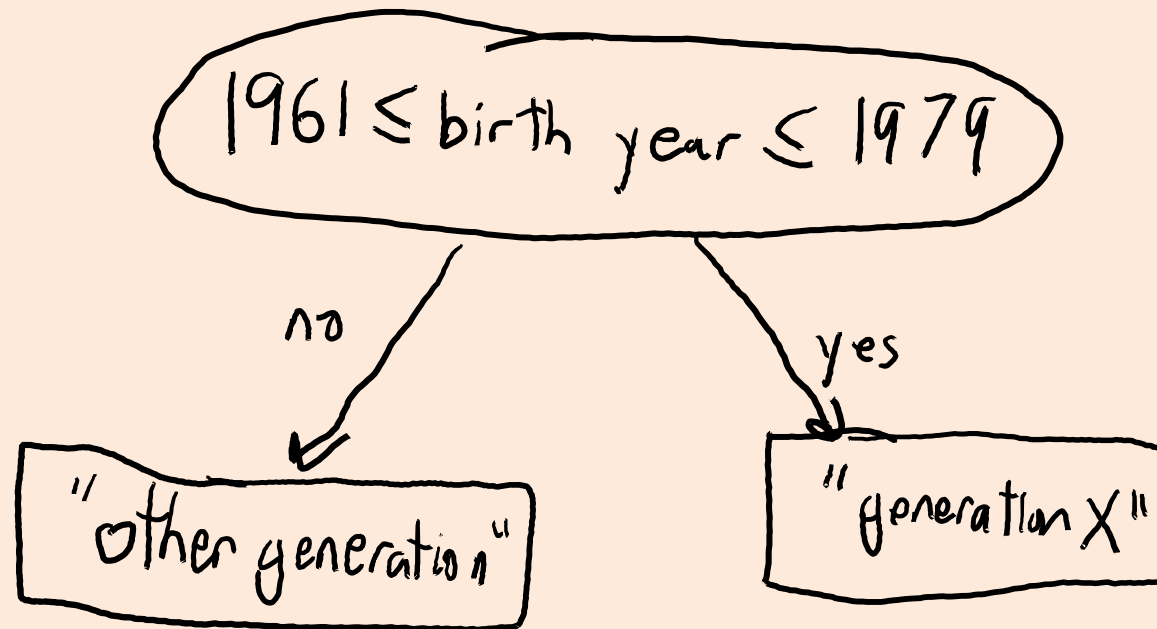 1961 ≤ birth year ≤ 1979
no
yes
"other generation"
"generation X"